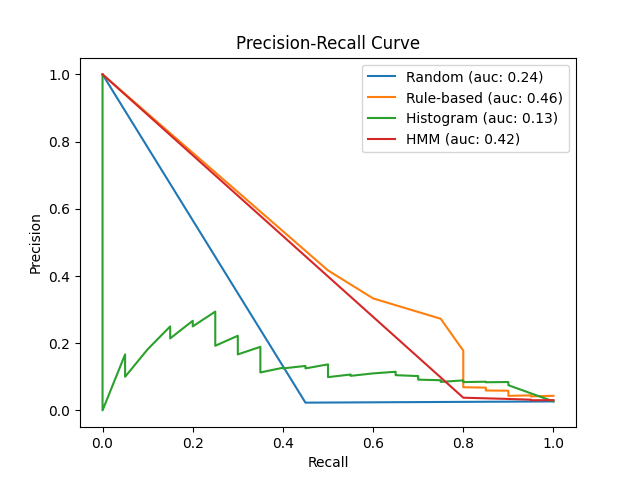 Precision-Recall Curve
Random (auc: 0.24)
Rule-based (auc: 0.46)
Histogram (auc: 0.13)
HMM (auc: 0.42)
Precision
1.0
0.8
0.6
0.4
0.2
0.0
0.0 0.2 0.4 0.6 0.8 1.0
Recall